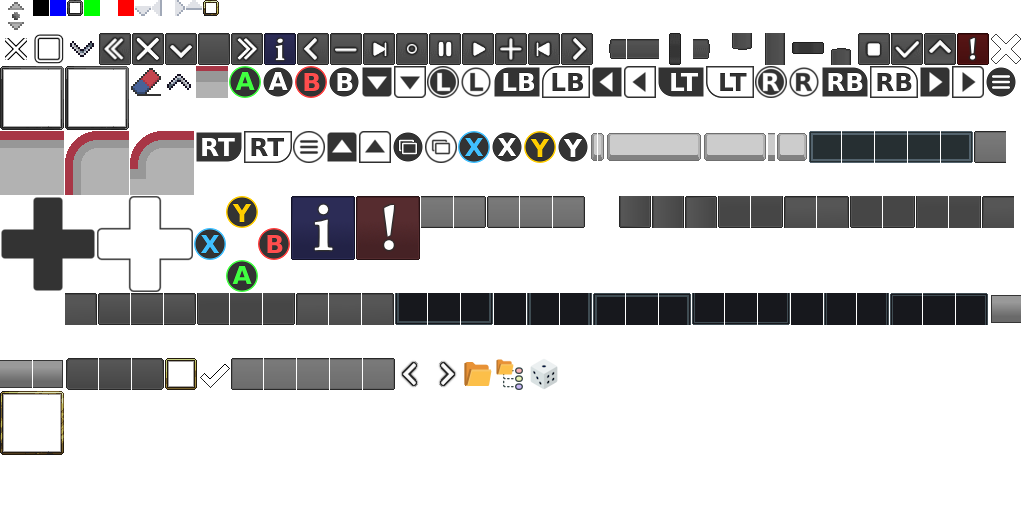 i !
A A B B L L LB LB LT LT R R RB RB
RT RT X X Y Y
Y
X B i !
A